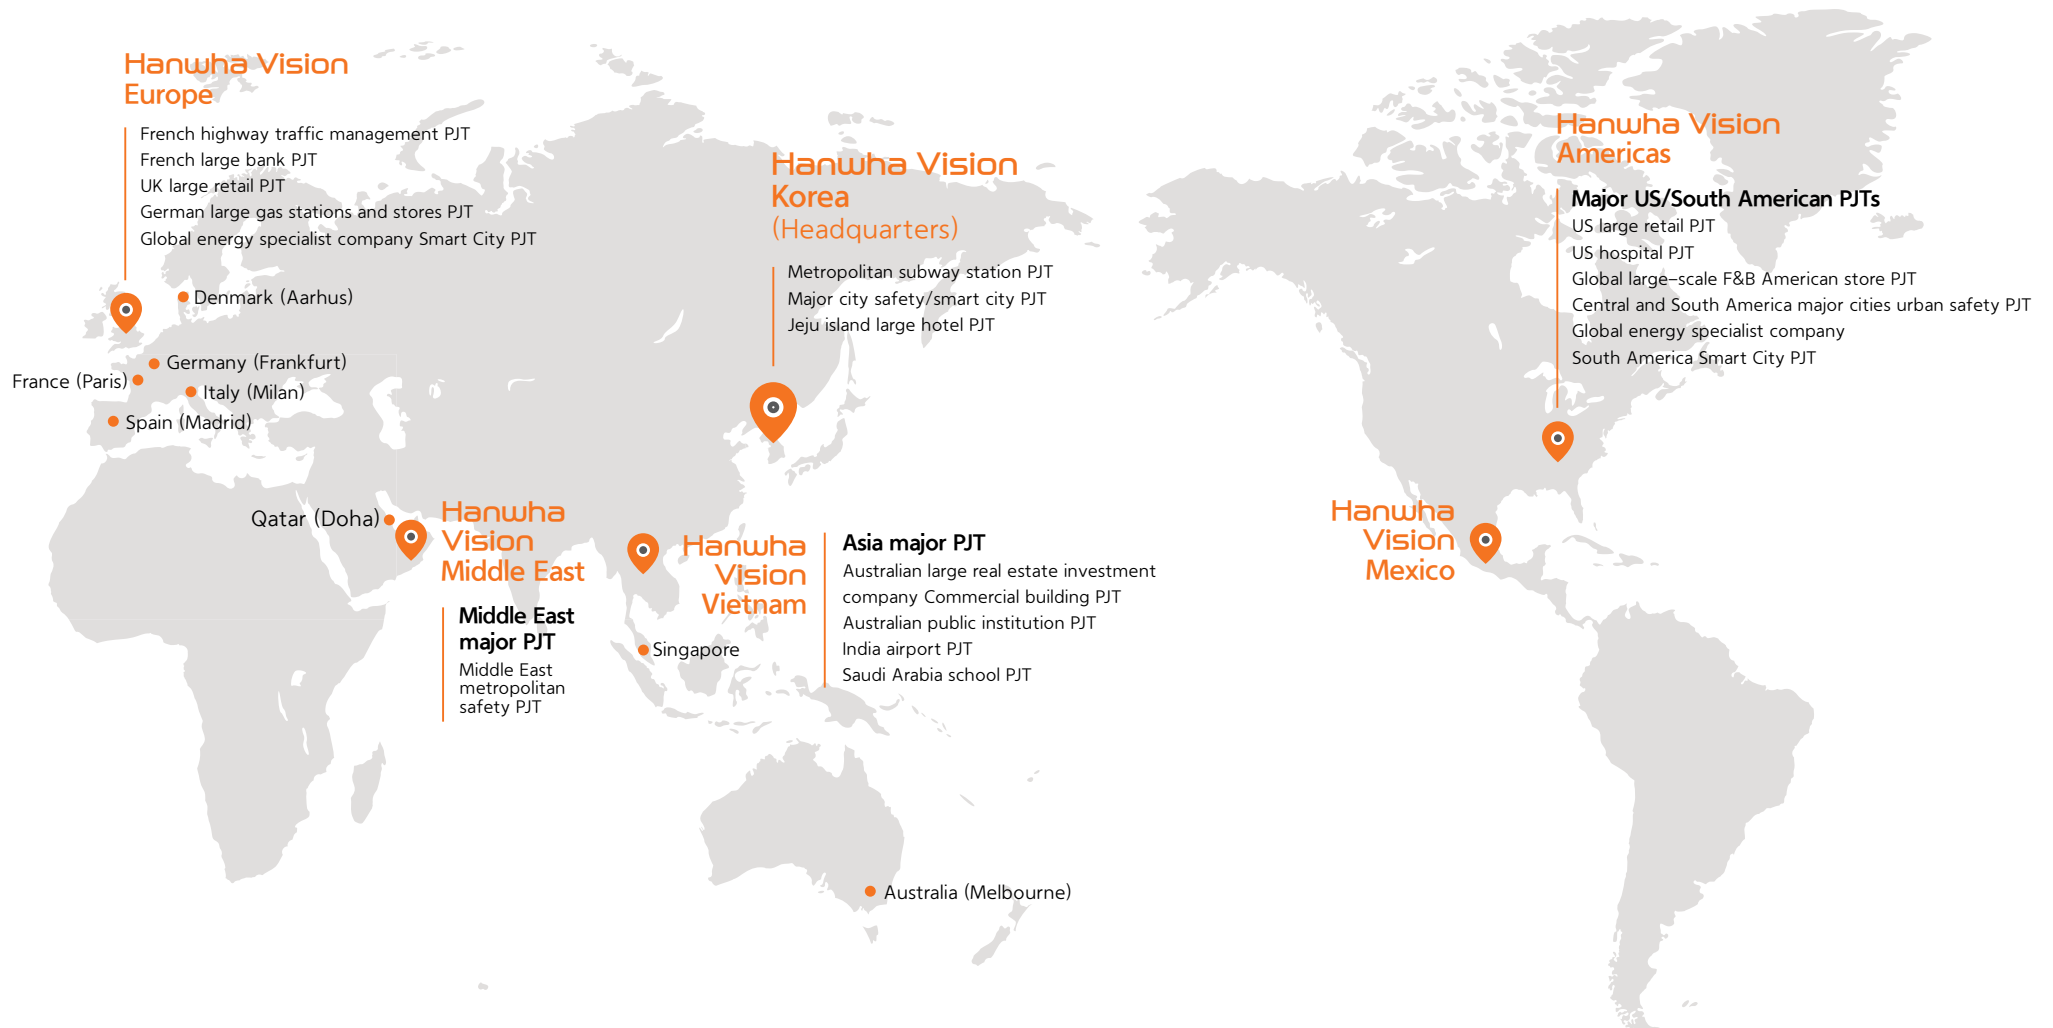 Hanwha Vision
Europe
French highway traffic management PJT
French large bank PJT
UK large retail PJT
German large gas stations and stores PJT
Global energy specialist company Smart City PJT
Denmark (Aarhus)
Germany (Frankfurt)
France (Paris)
Italy (Milan)
Spain (Madrid)
Hanwha Vision
Korea
(Headquarters)
Metropolitan subway station PJT
Major city safety/smart city PJT
Jeju island large hotel PJT
Hanwha Vision
Americas
Major US/South American PJTs
US large retail PJT
US hospital PJT
Global large–scale F&B American store PJT
Central and South America major cities urban safety PJT
Global energy specialist company
South America Smart City PJT
Qatar (Doha)
Hanwha
Vision
Middle East
Middle East
major PJT
Middle East
metropolitan
safety PJT
Hanwha
Vision
Vietnam
Asia major PJT
Australian large real estate investment
company Commercial building PJT
Australian public institution PJT
India airport PJT
Saudi Arabia school PJT
Singapore
Hanwha
Vision
Mexico
Australia (Melbourne)